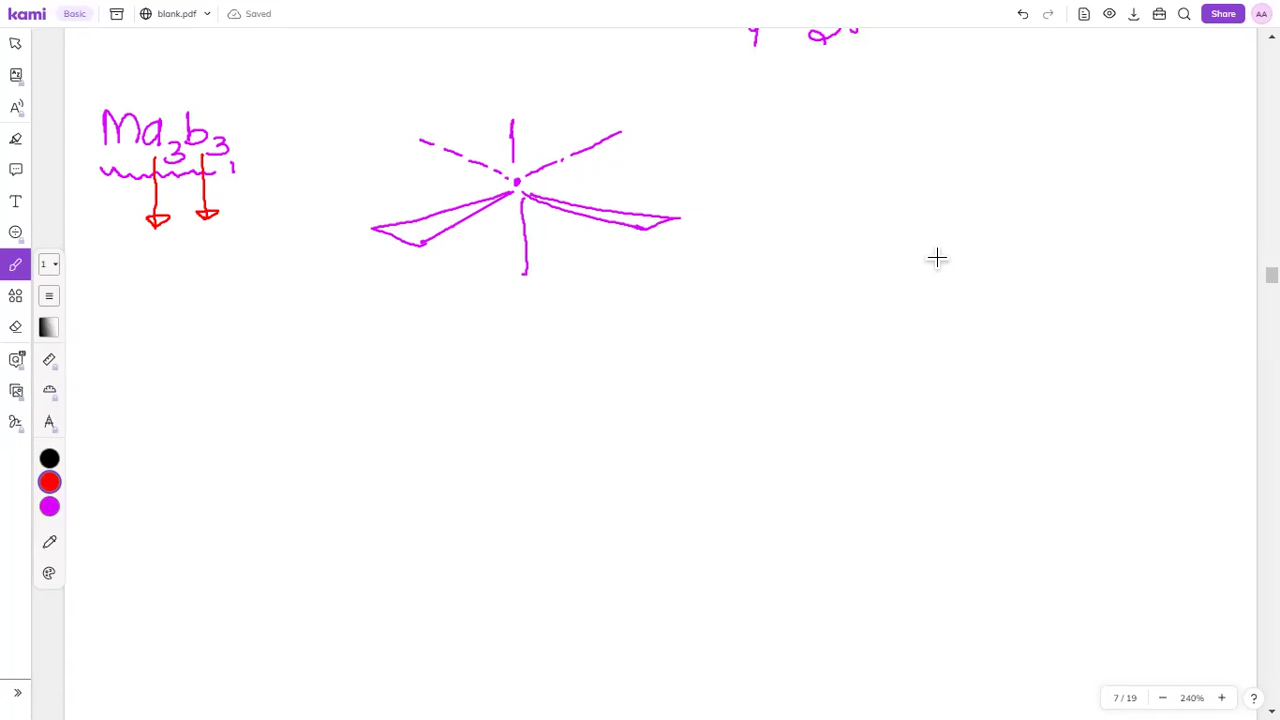 kami Basic blank.pdf Saved Share AA
Ma₃b₃
1
7 / 19 240% ?